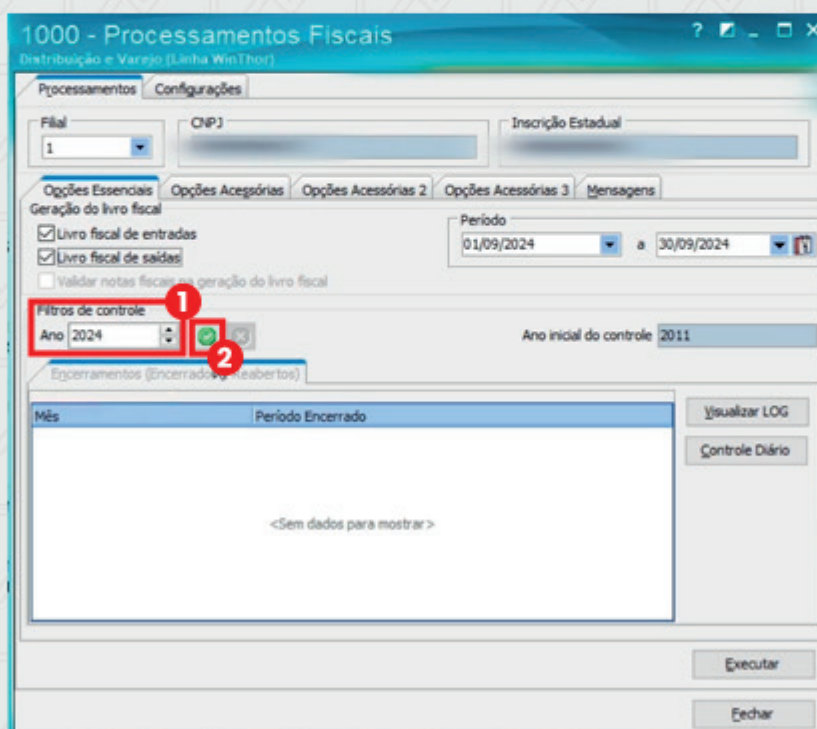 1000 - Processamentos Fiscais
Distribuição e Varejo (Linha WinThor)
Processamentos Configurações
Filial CNPJ Inscrição Estadual
1
Opções Essenciais Opções Acessórias Opções Acessórias 2 Opções Acessórias 3 Mensagens
Geração do livro fiscal
Período
Livro fiscal de entradas
01/09/2024 a 30/09/2024
Livro fiscal de saídas
Validar notas fiscais na geração do livro fiscal
1
Filtros de controle
Ano 2024 Ano inicial do controle 2011
2
Encerramentos (Encerrados Reabertos)
Mês Período Encerrado
Visualizar LOG
Controle Diário
<Sem dados para mostrar>
Executar
Fechar